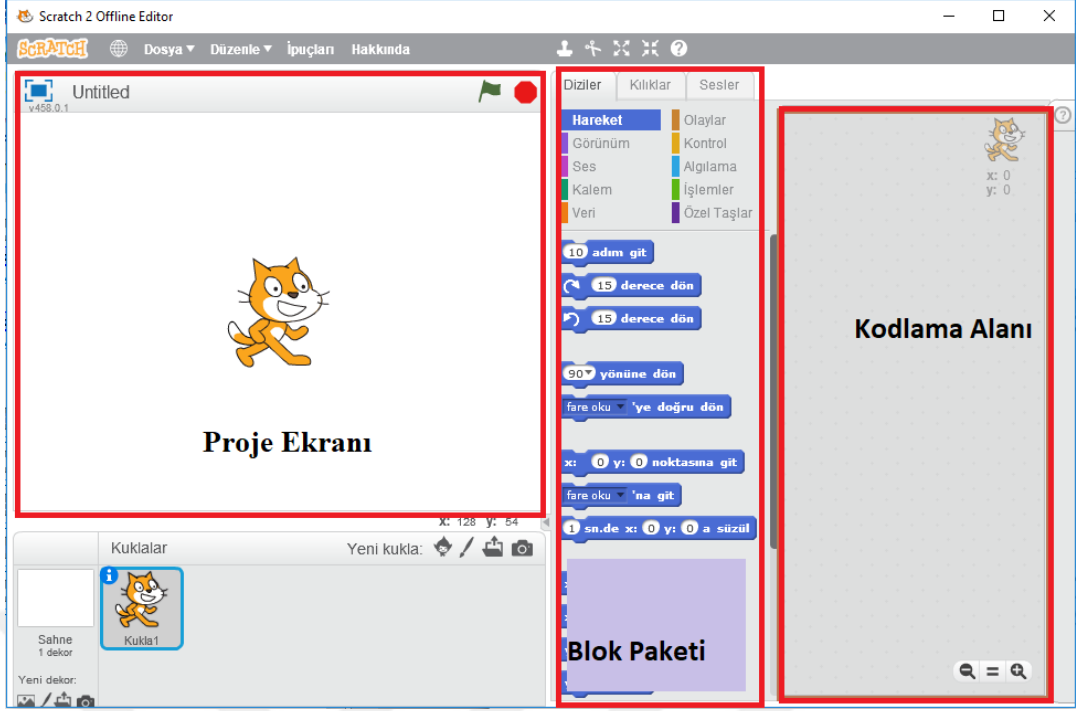 Scratch 2 Offline Editor
SCRATCH Dosya Düzenle İpuçları Hakkında
Untitled
v458.0.1
Proje Ekranı
x: 128 y: 54
Kuklalar Yeni kukla:
Sahne
1 dekor
Kukla1
Yeni dekor:
Diziler Kılıklar Sesler
Hareket Olaylar
Görünüm Kontrol
Ses Algılama
Kalem İşlemler
Veri Özel Taşlar
10 adım git
15 derece dön
15 derece dön
90 yönüne dön
fare oku 'ye doğru dön
x: 0 y: 0 noktasına git
fare oku 'na git
1 sn.de x: 0 y: 0 a süzül
Blok Paketi
x: 0
y: 0
Kodlama Alanı